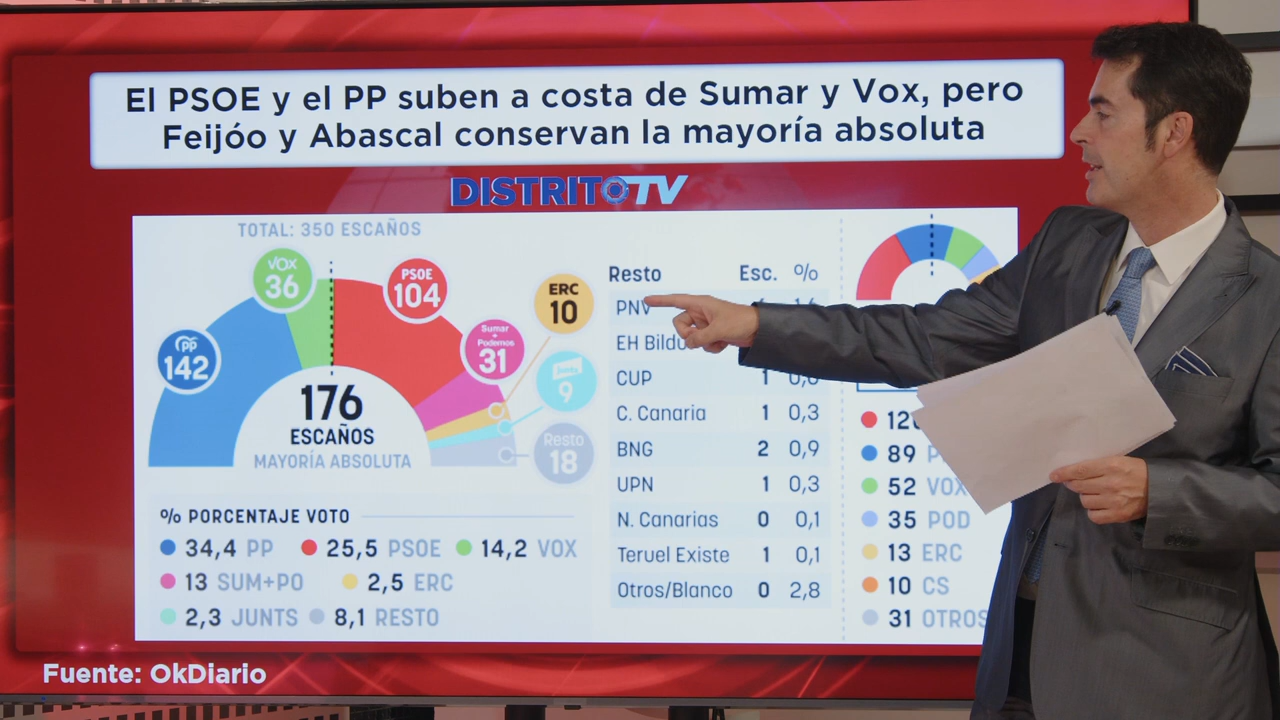 El PSOE y el PP suben a costa de Sumar y Vox, pero
Feijóo y Abascal conservan la mayoría absoluta
DISTRITO TV
TOTAL: 350 ESCAÑOS
VOX
36
PSOE
104
PP
142
Sumar
+
Podemos
31
ERC
10
9
Resto
18
176
ESCAÑOS
MAYORÍA ABSOLUTA
% PORCENTAJE VOTO
34,4 PP 25,5 PSOE 14,2 VOX
13 SUM+PO 2,5 ERC
2,3 JUNTS 8,1 RESTO
Resto Esc. %
PNV
EH Bildu
CUP 1
C. Canaria 1 0,3
BNG 2 0,9
UPN 1 0,3
N. Canarias 0 0,1
Teruel Existe 1 0,1
Otros/Blanco 0 2,8
120
89
52 VOX
35 POD
13 ERC
10 CS
31 OTROS
Fuente: OkDiario